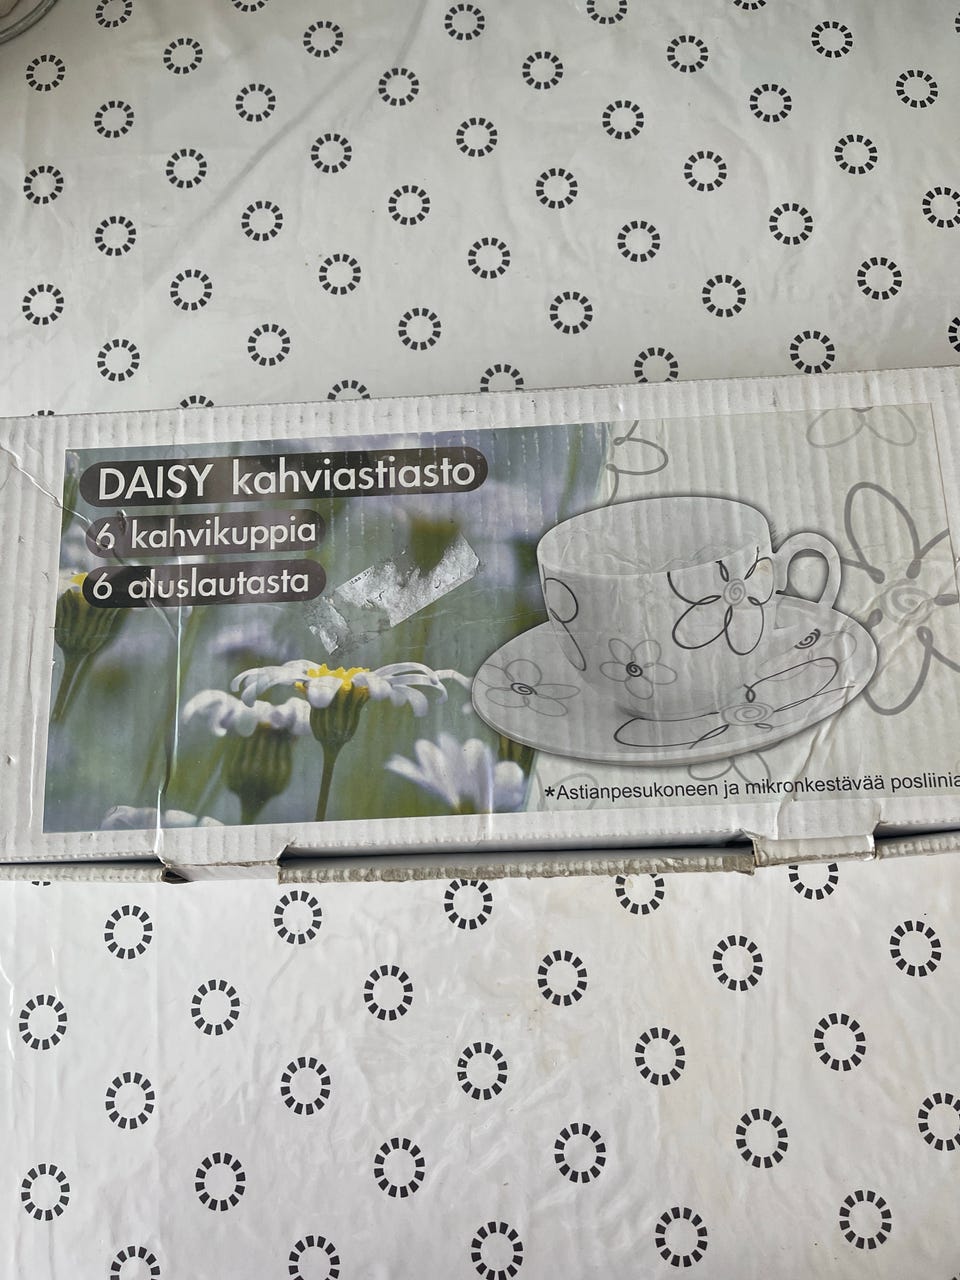 DAISY kahviastiasto
6 kahvikuppia
6 aluslautasta
*Astianpesukoneen ja mikronkestävää posliinia